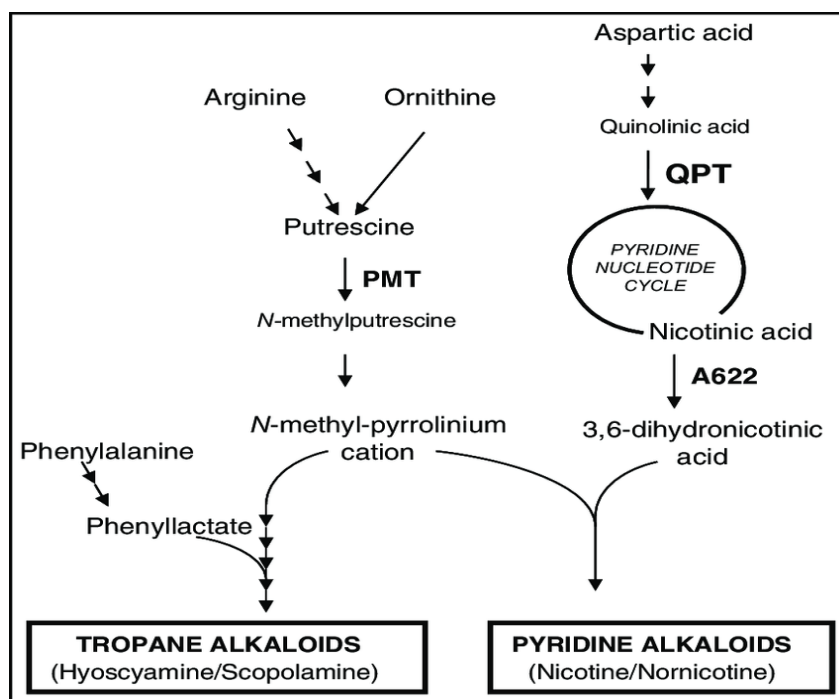 Aspartic acid
Arginine
Ornithine
Quinolinic acid
QPT
Putrescine
PYRIDINE
NUCLEOTIDE
CYCLE
PMT
N-methylputrescine
Nicotinic acid
A622
N-methyl-pyrrolinium
cation
3,6-dihydronicotinic
acid
Phenylalanine
Phenyllactate
TROPANE ALKALOIDS
(Hyoscyamine/Scopolamine)
PYRIDINE ALKALOIDS
(Nicotine/Nornicotine)